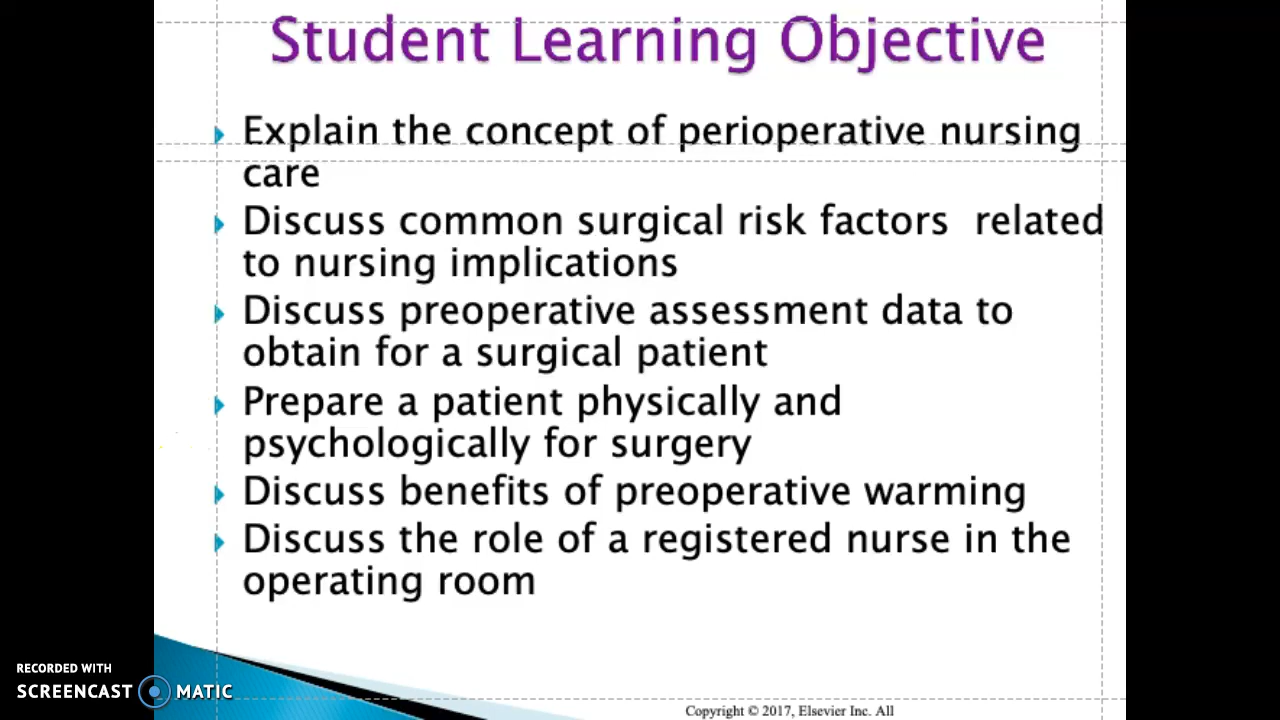 Student Learning Objective
Explain the concept of perioperative nursing
care
Discuss common surgical risk factors  related
to nursing implications
Discuss preoperative assessment data to
obtain for a surgical patient
Prepare a patient physically and
psychologically for surgery
Discuss benefits of preoperative warming
Discuss the role of a registered nurse in the
operating room
RECORDED WITH
SCREENCAST MATIC
Copyright © 2017, Elsevier Inc. All